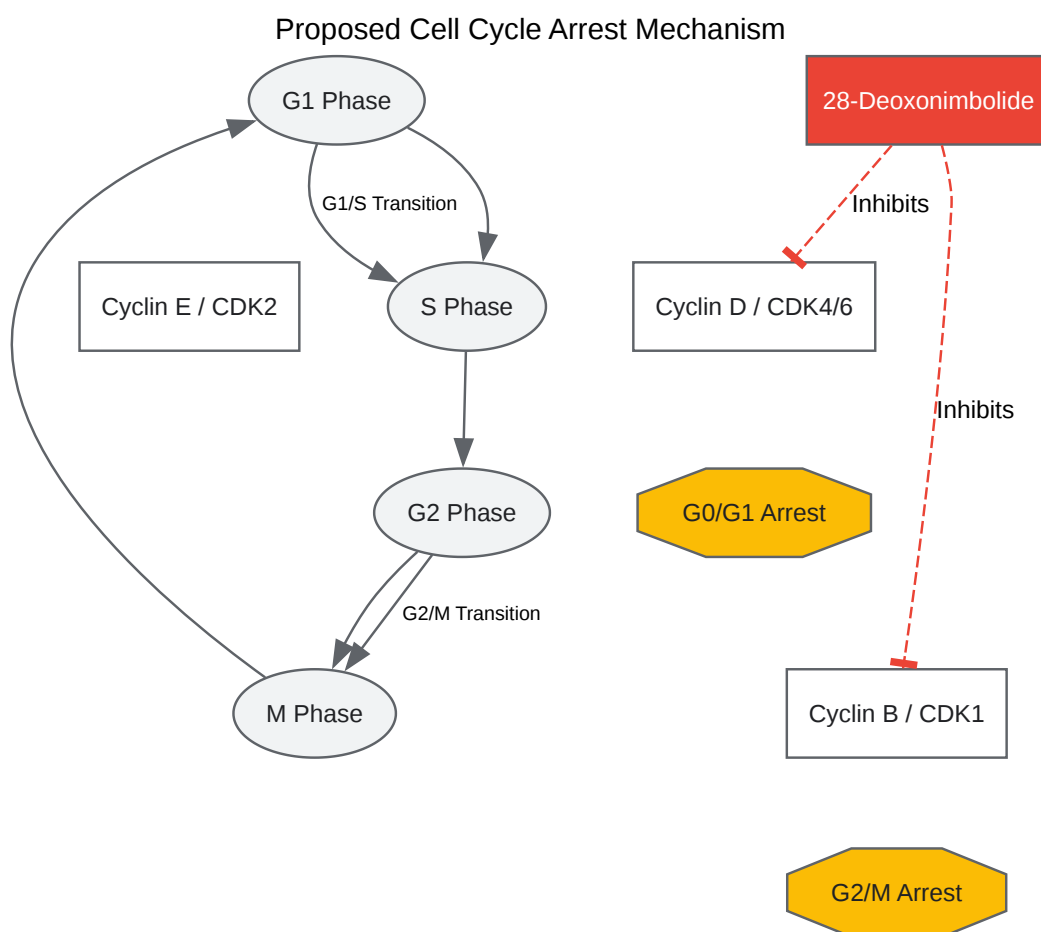 Proposed Cell Cycle Arrest Mechanism
G1 Phase
28-Deoxonimbolide
G1/S Transition
Inhibits
Cyclin E / CDK2
S Phase
Cyclin D / CDK4/6
Inhibits
G2 Phase
G0/G1 Arrest
G2/M Transition
M Phase
Cyclin B / CDK1
G2/M Arrest